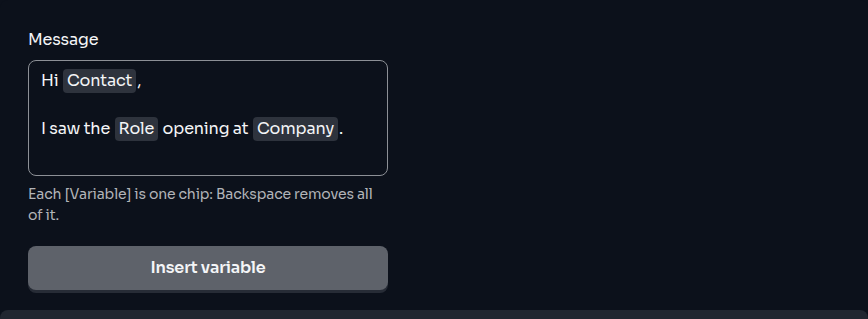 Message
Hi Contact,
I saw the Role opening at Company.
Each [Variable] is one chip: Backspace removes all
of it.
Insert variable